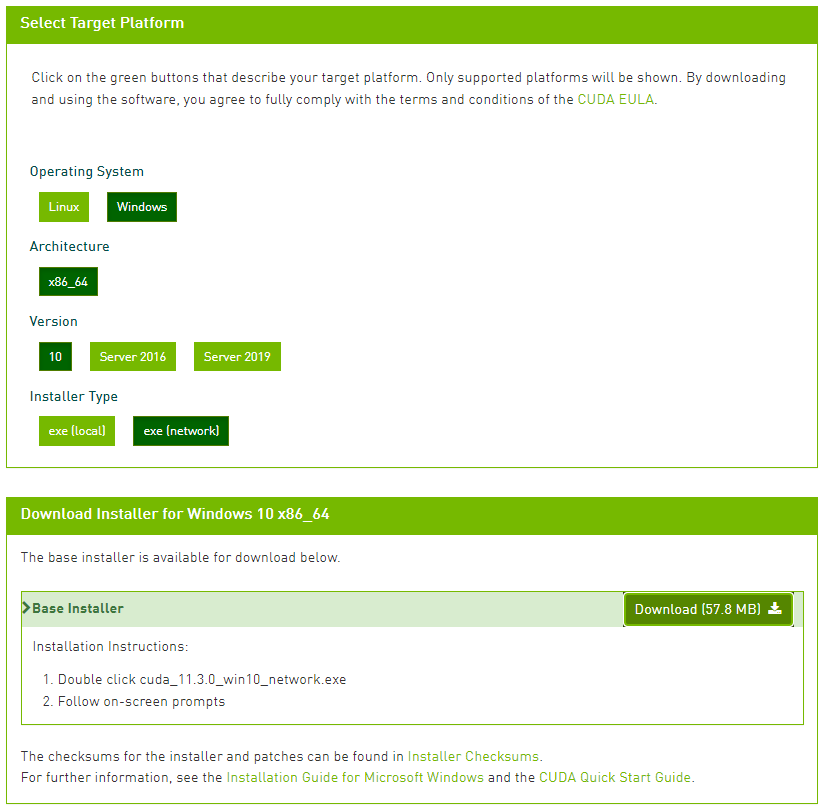 Select Target Platform
Click on the green buttons that describe your target platform. Only supported platforms will be shown. By downloading
and using the software, you agree to fully comply with the terms and conditions of the CUDA EULA.
Operating System
Linux Windows
Architecture
x86_64
Version
10 Server 2016 Server 2019
Installer Type
exe (local) exe (network)
Download Installer for Windows 10 x86_64
The base installer is available for download below.
Base Installer Download (57.8 MB)
Installation Instructions:
1. Double click cuda_11.3.0_win10_network.exe
2. Follow on-screen prompts
The checksums for the installer and patches can be found in Installer Checksums.
For further information, see the Installation Guide for Microsoft Windows and the CUDA Quick Start Guide.